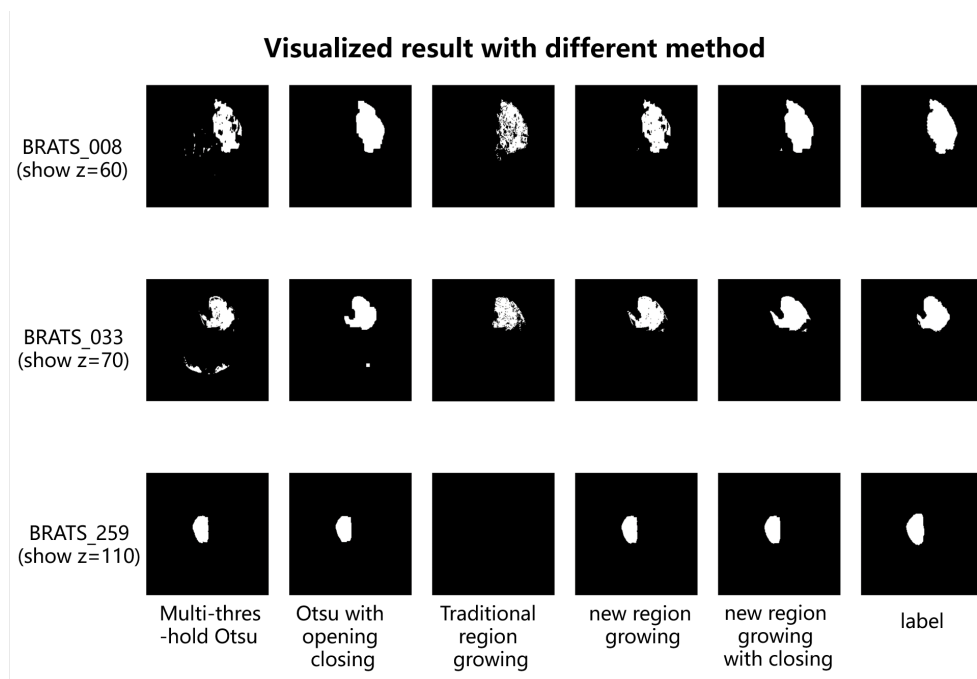 Visualized result with different method
BRATS_008
(show z=60)
BRATS_033
(show z=70)
BRATS_259
(show z=110)
Multi-thres
-hold Otsu
Otsu with
opening
closing
Traditional
region
growing
new region
growing
new region
growing
with closing
label